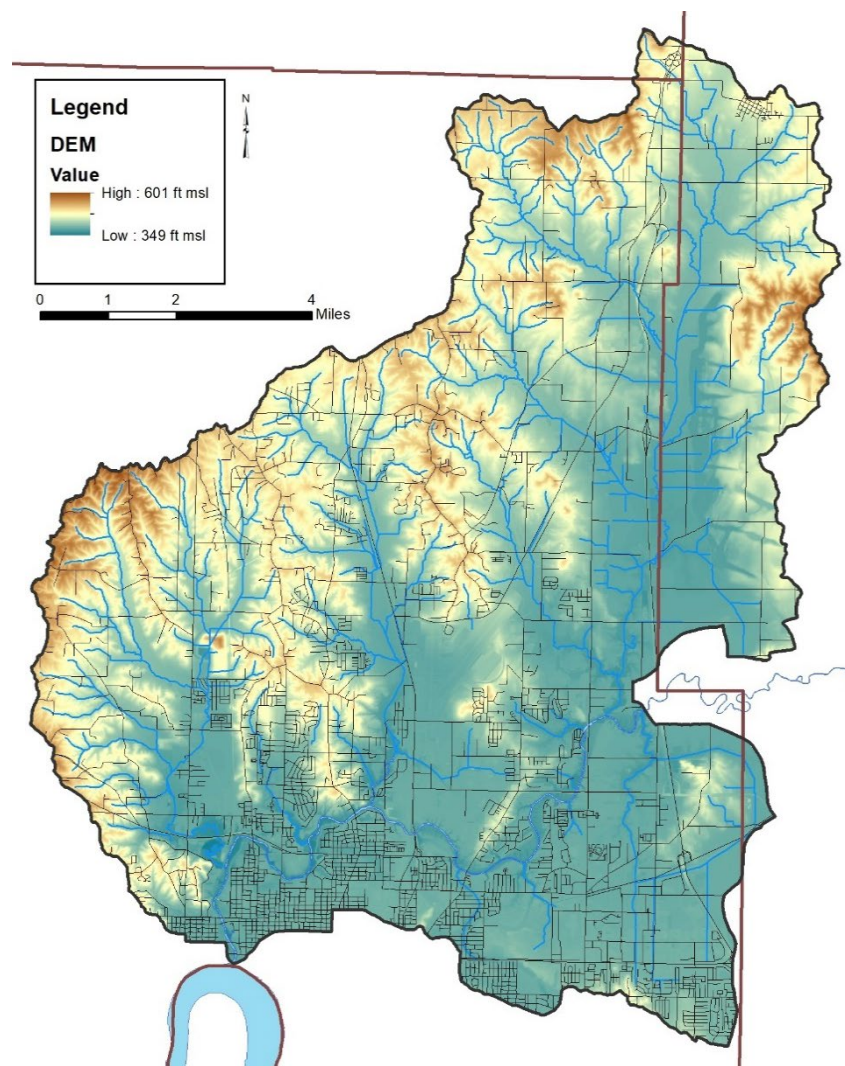 Legend
N
DEM
Value
High : 601 ft msl
Low : 349 ft msl
0 1 2 4
Miles